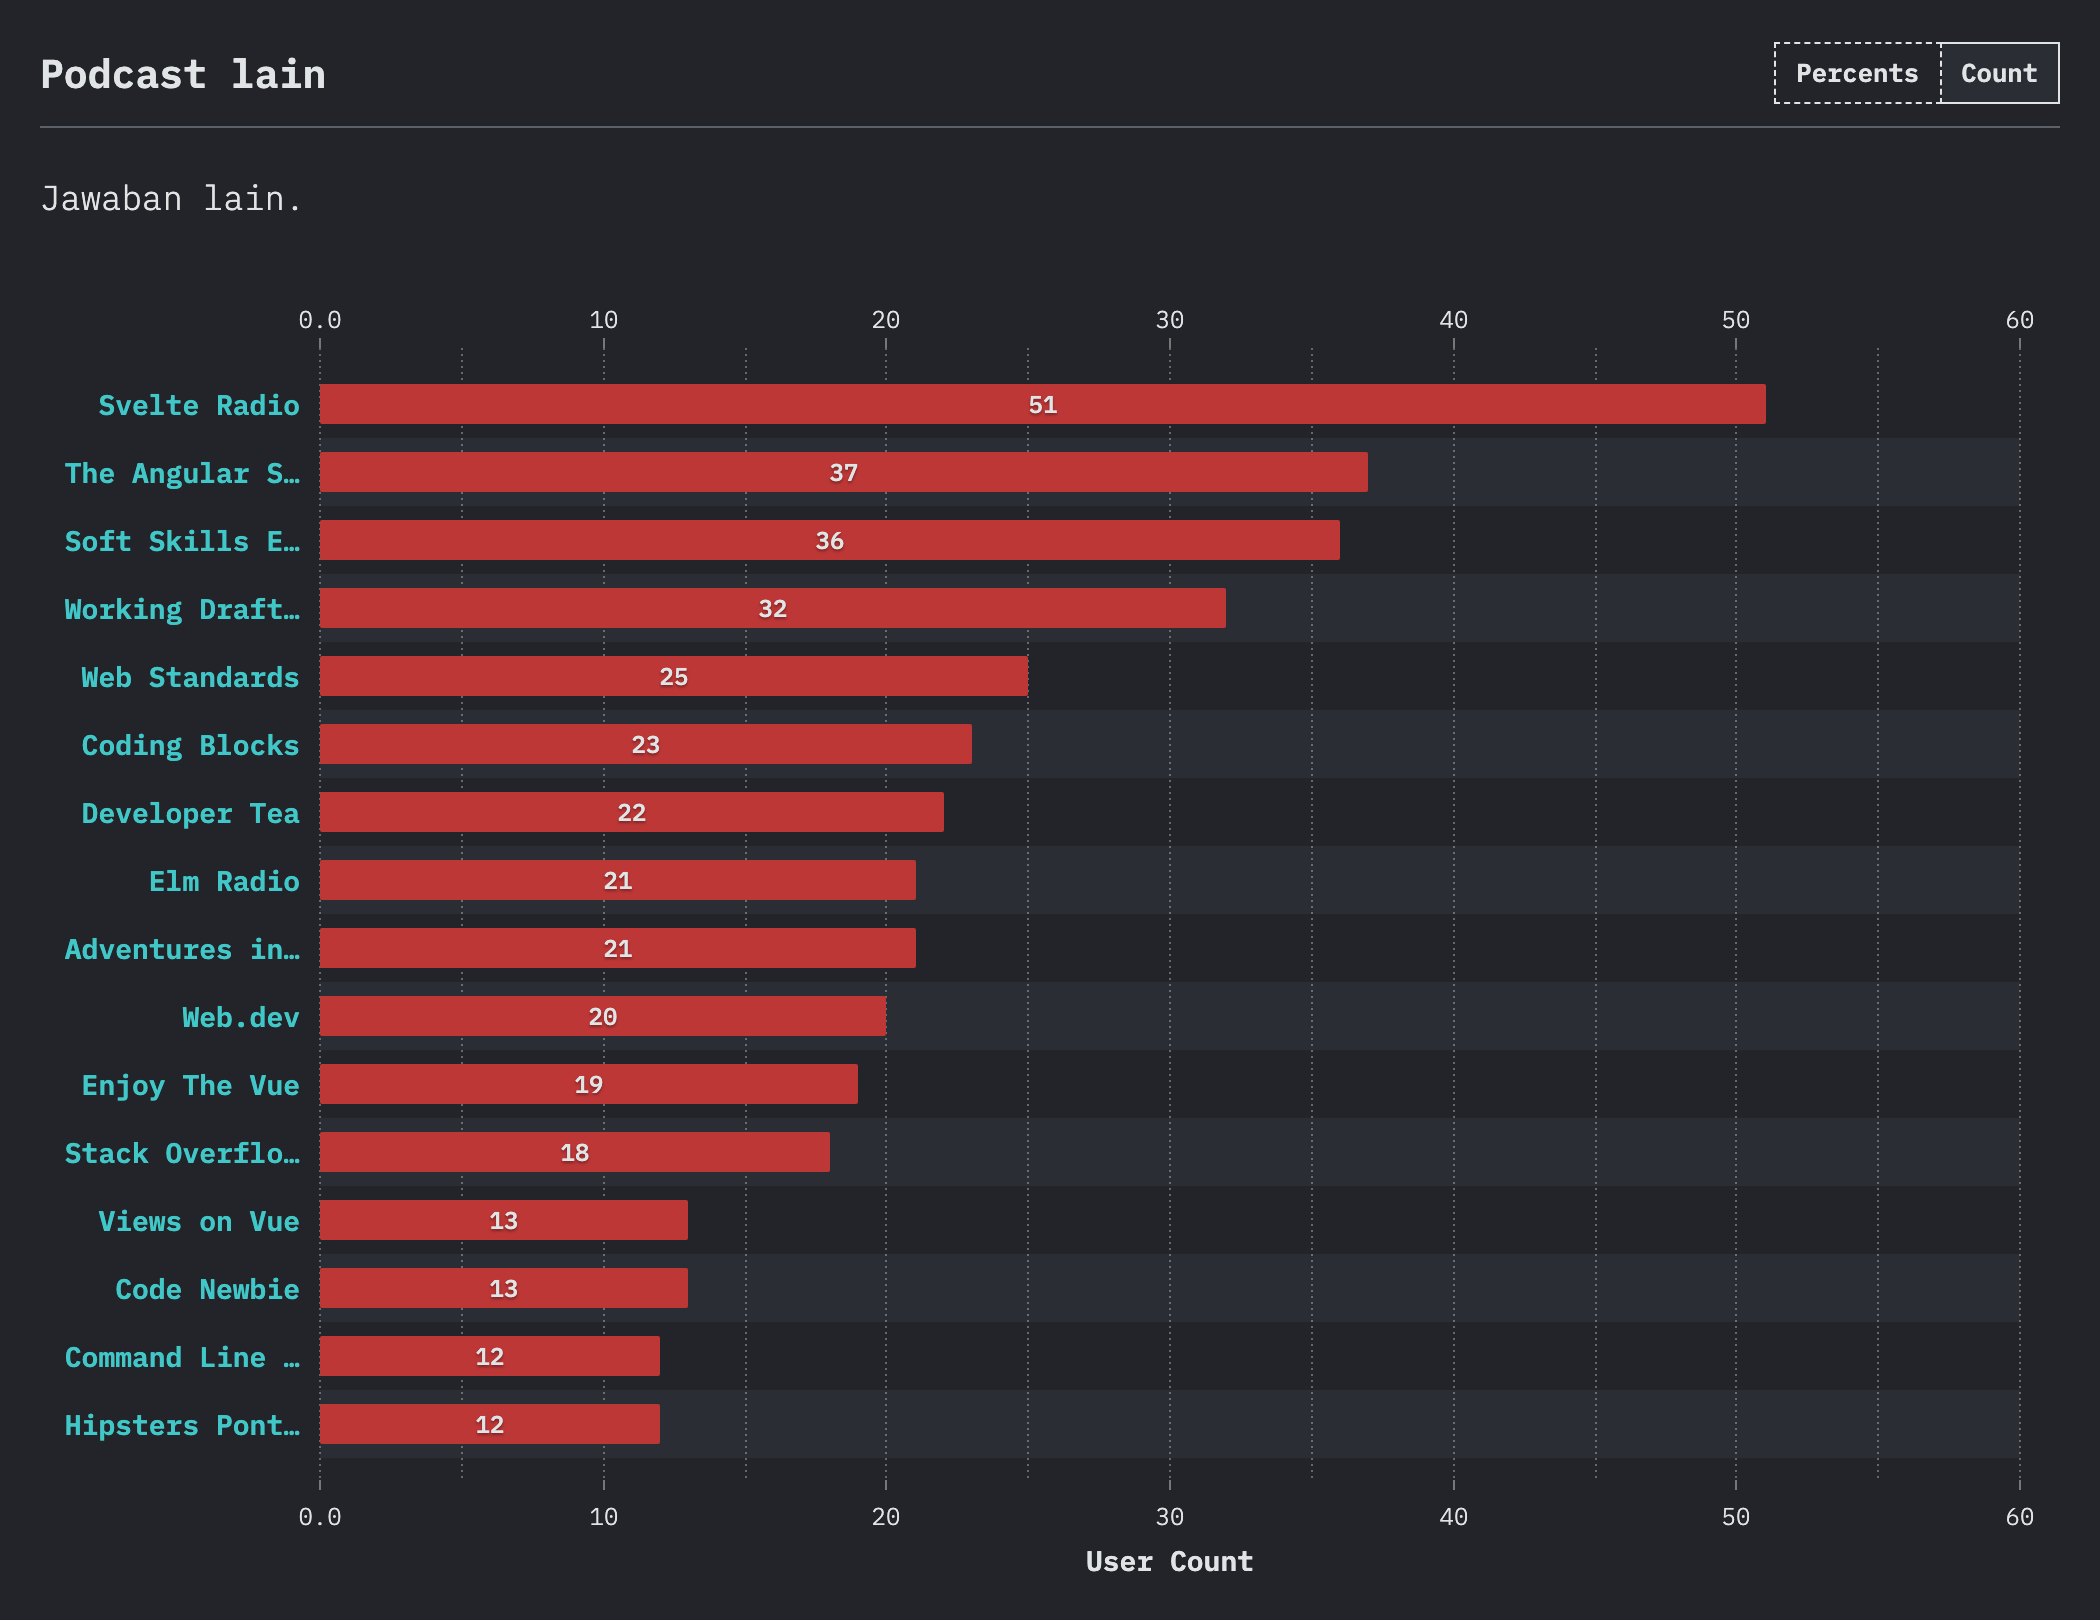 Podcast lain
Percents Count
Jawaban lain.
0.0 10 20 30 40 50 60
Svelte Radio 51
The Angular S… 37
Soft Skills E… 36
Working Draft… 32
Web Standards 25
Coding Blocks 23
Developer Tea 22
Elm Radio 21
Adventures in… 21
Web.dev 20
Enjoy The Vue 19
Stack Overflo… 18
Views on Vue 13
Code Newbie 13
Command Line … 12
Hipsters Pont… 12
0.0 10 20 30 40 50 60
User Count